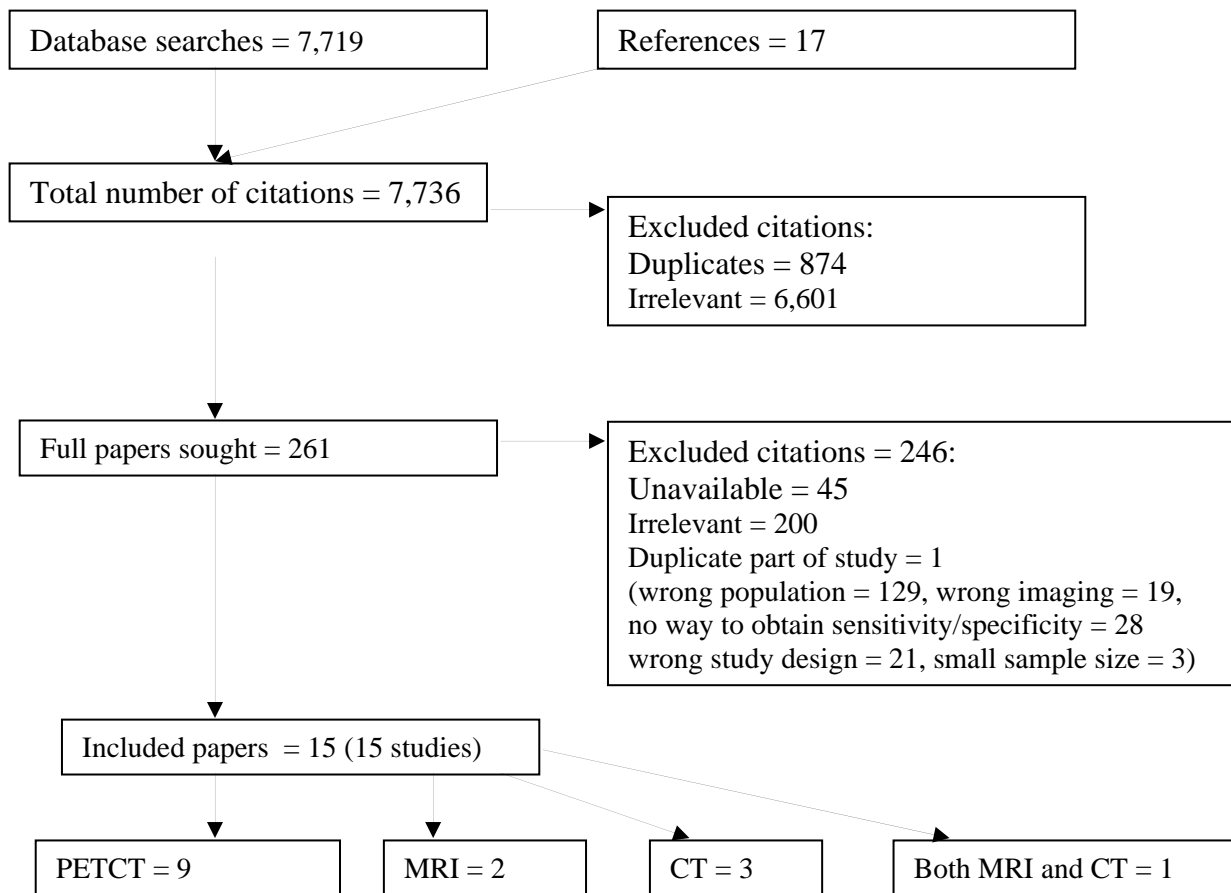 Database searches = 7,719
References = 17
Total number of citations = 7,736
Excluded citations:
Duplicates = 874
Irrelevant = 6,601
Full papers sought = 261
Excluded citations = 246:
Unavailable = 45
Irrelevant = 200
Duplicate part of study = 1
(wrong population = 129, wrong imaging = 19,
no way to obtain sensitivity/specificity = 28
wrong study design = 21, small sample size = 3)
Included papers = 15 (15 studies)
PETCT = 9
MRI = 2
CT = 3
Both MRI and CT = 1